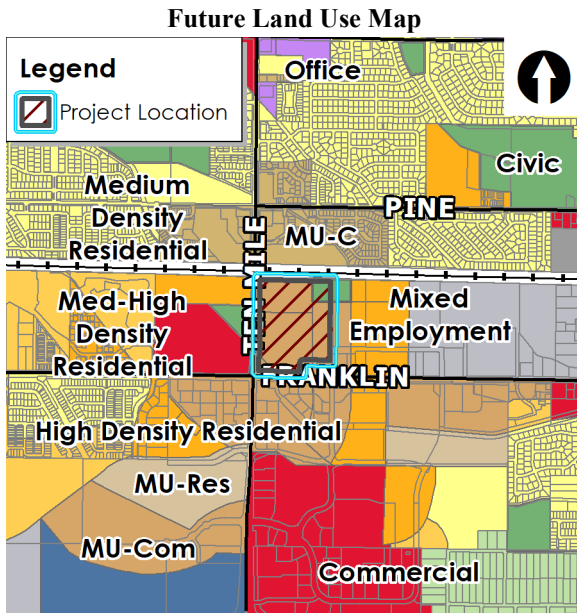 Future Land Use Map
Legend
Project Location
Office
Civic
Medium
Density
Residential
PINE
MU-C
TEN MILE
Med-High
Density
Residential
Mixed
Employment
FRANKLIN
High Density Residential
MU-Res
MU-Com
Commercial